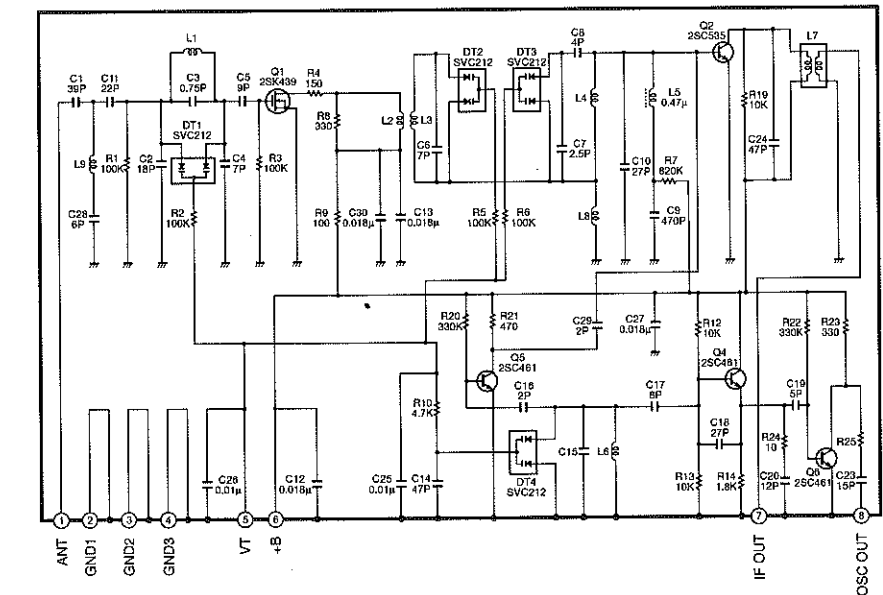 L1
C1
39P
C11
22P
C3
0.75P
C5
9P
Q1
2SK439
R4
150
DT1
SVC212
L9
R1
100K
C2
18P
C4
7P
R3
100K
R2
100K
C28
6P
R8
330
L2
L3
R9
100
C30
0.018μ
C13
0.018μ
DT2
SVC212
DT3
SVC212
C6
7P
R5
100K
R6
100K
C8
4P
C7
2.5P
L4
L8
C10
27P
L5
0.47μ
R7
820K
C9
470P
Q2
2SC535
R19
10K
C24
47P
L7
R20
330K
R21
470
C29
2P
C27
0.018μ
R12
10K
Q4
2SC461
R22
330K
R23
330
Q5
2SC461
C16
2P
C17
8P
C19
5P
R10
4.7K
C18
27P
R24
10
R25
Q6
2SC461
C15
L6
DT4
SVC212
C26
0.01μ
C12
0.018μ
C25
0.01μ
C14
47P
R13
10K
R14
1.8K
C20
12P
C23
15P
1
2
3
4
5
6
7
8
ANT
GND1
GND2
GND3
VT
+B
IF OUT
OSC OUT